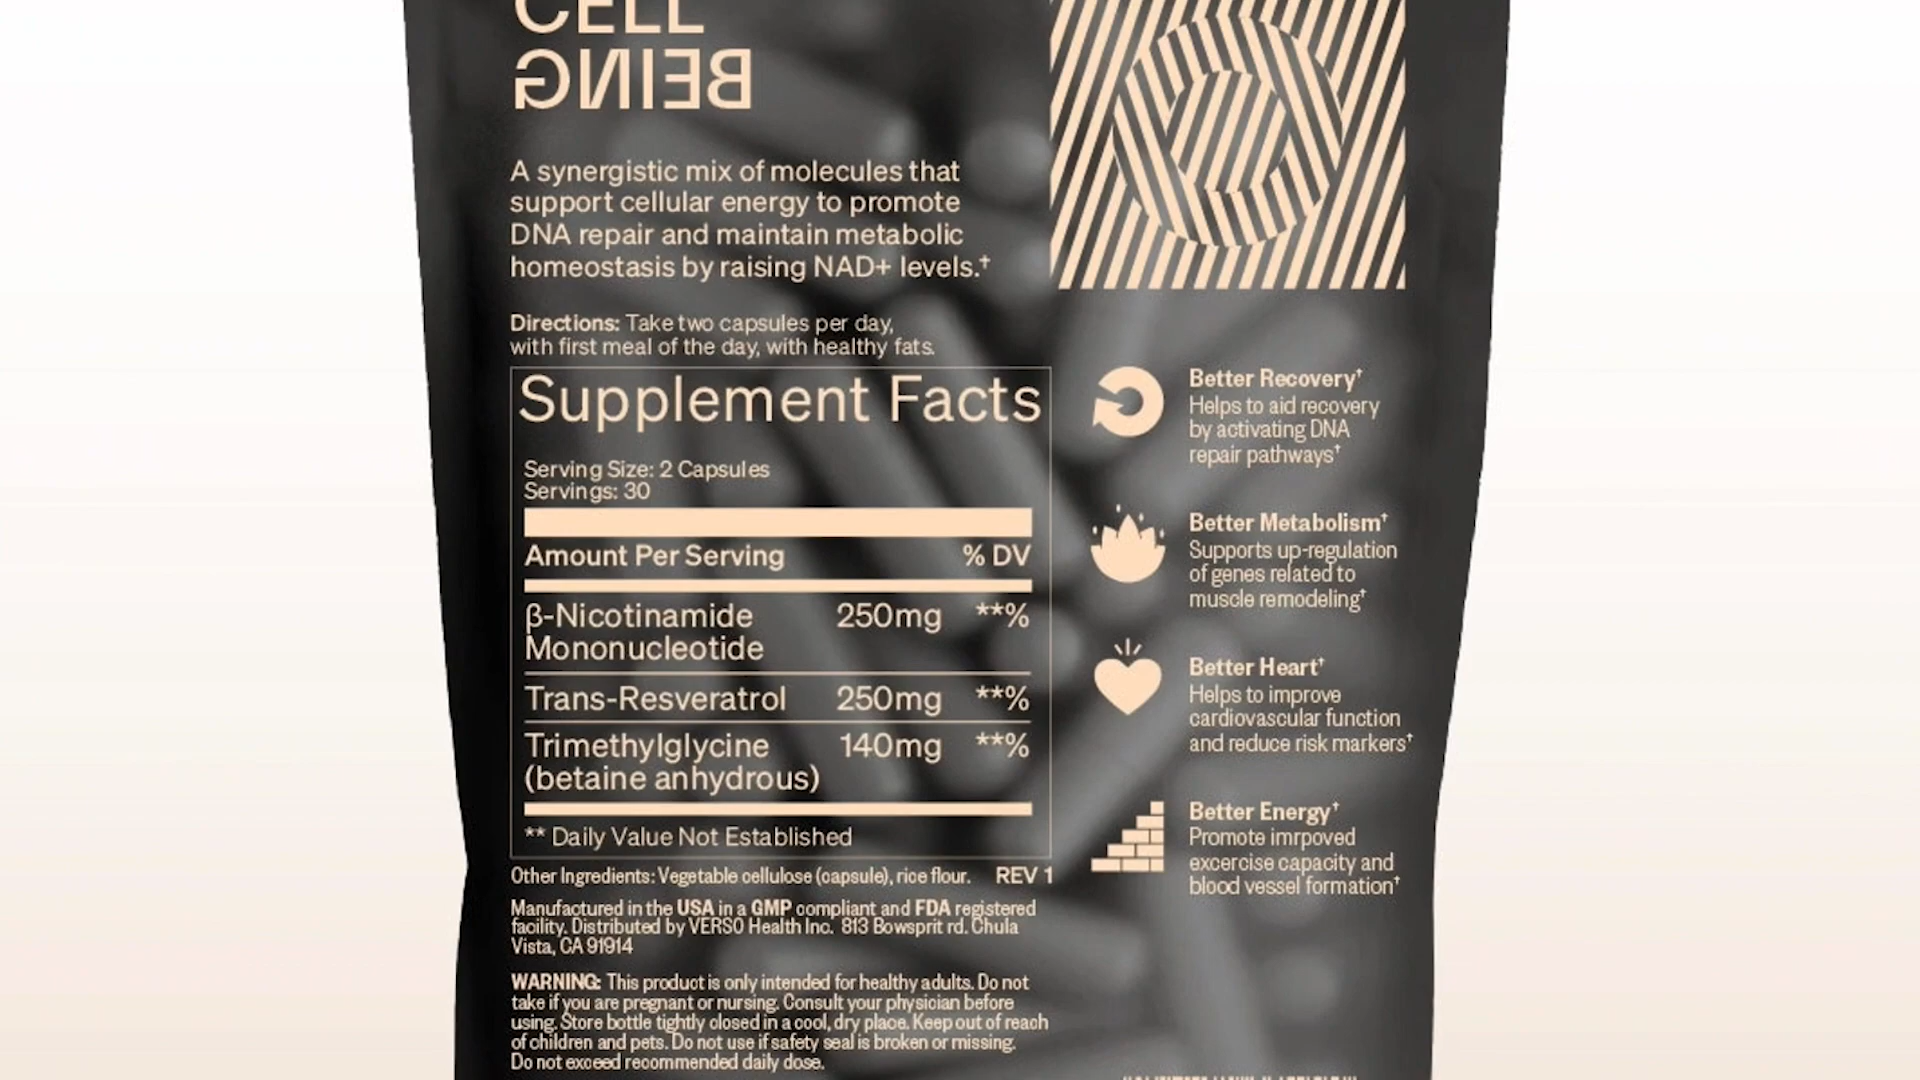 CELL
BEING
A synergistic mix of molecules that
support cellular energy to promote
DNA repair and maintain metabolic
homeostasis by raising NAD+ levels.†
Directions: Take two capsules per day,
with first meal of the day, with healthy fats.
Supplement Facts
Serving Size: 2 Capsules
Servings: 30
Amount Per Serving % DV
β-Nicotinamide 250mg **%
Mononucleotide
Trans-Resveratrol 250mg **%
Trimethylglycine 140mg **%
(betaine anhydrous)
** Daily Value Not Established
Other Ingredients: Vegetable cellulose (capsule), rice flour. REV 1
Manufactured in the USA in a GMP compliant and FDA registered
facility. Distributed by VERSO Health Inc. 813 Bowsprit rd. Chula
Vista, CA 91914
WARNING: This product is only intended for healthy adults. Do not
take if you are pregnant or nursing. Consult your physician before
using. Store bottle tightly closed in a cool, dry place. Keep out of reach
of children and pets. Do not use if safety seal is broken or missing.
Do not exceed recommended daily dose.
Better Recovery†
Helps to aid recovery
by activating DNA
repair pathways†
Better Metabolism†
Supports up-regulation
of genes related to
muscle remodeling†
Better Heart†
Helps to improve
cardiovascular function
and reduce risk markers†
Better Energy†
Promote imrpoved
excercise capacity and
blood vessel formation†